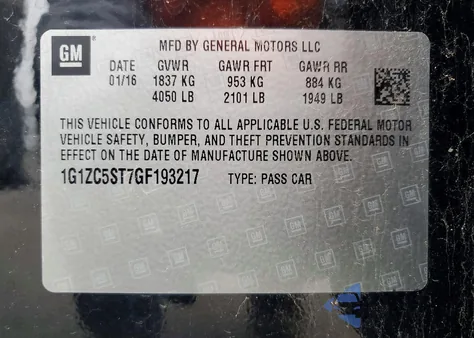 GM
MFD BY GENERAL MOTORS LLC
DATE GVWR GAWR FRT GAWR RR
01/16 1837 KG 953 KG 884 KG
4050 LB 2101 LB 1949 LB
THIS VEHICLE CONFORMS TO ALL APPLICABLE U.S. FEDERAL MOTOR
VEHICLE SAFETY, BUMPER, AND THEFT PREVENTION STANDARDS IN
EFFECT ON THE DATE OF MANUFACTURE SHOWN ABOVE.
1G1ZC5ST7GF193217 TYPE: PASS CAR